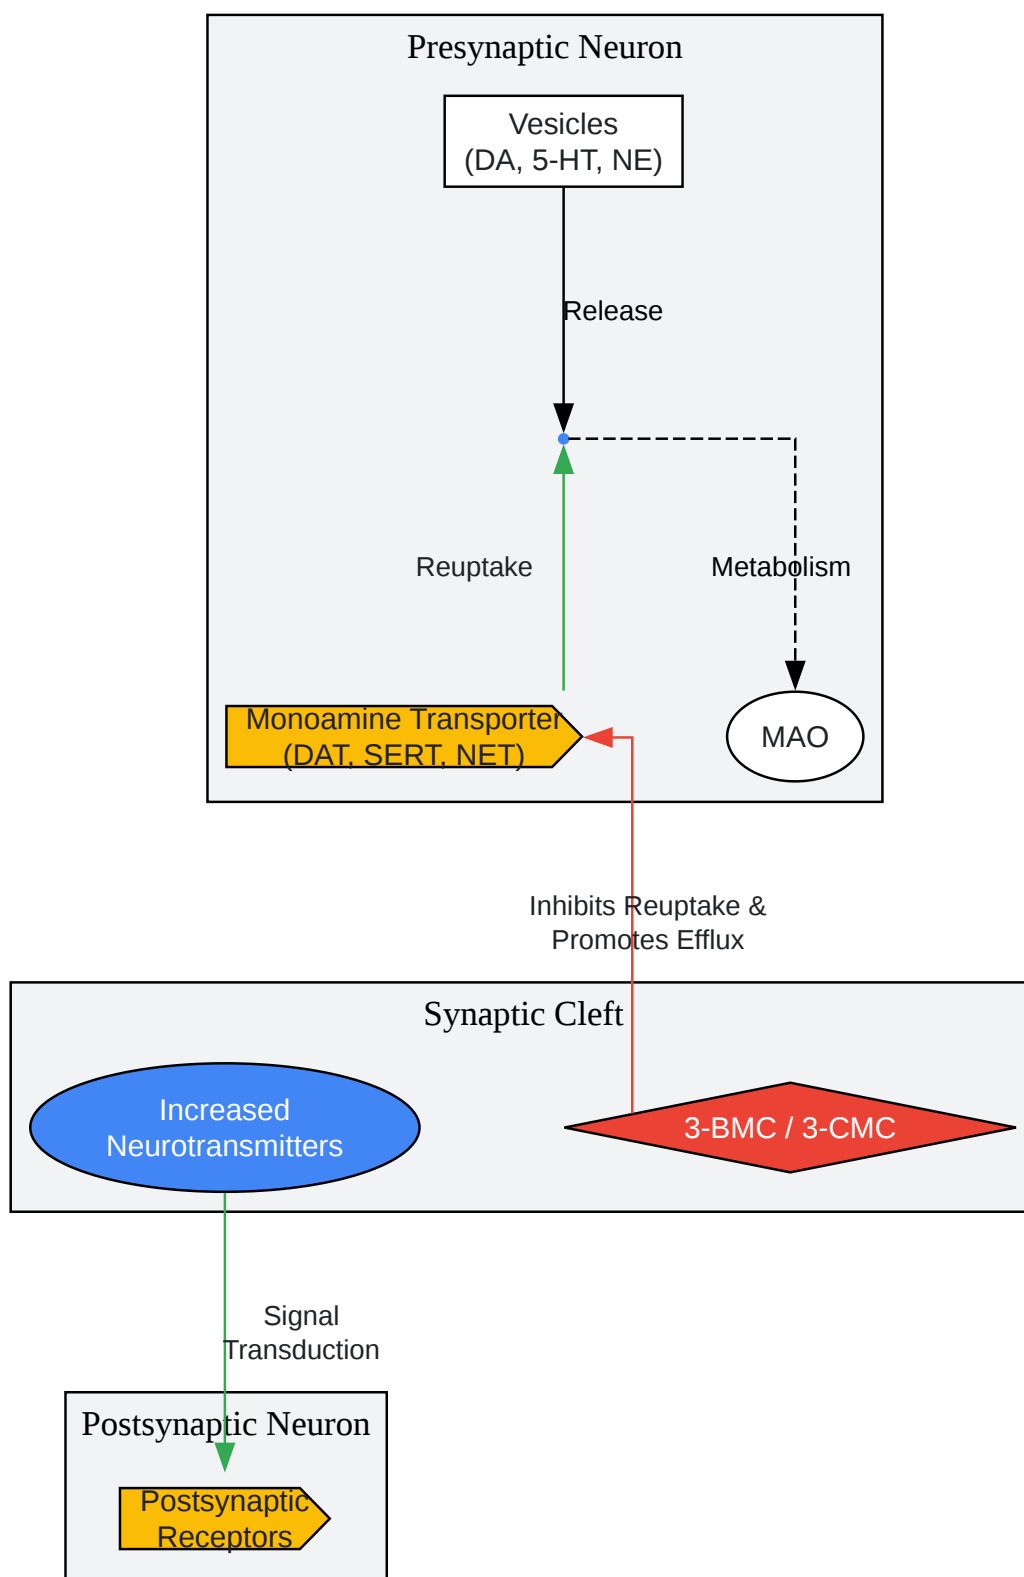 Presynaptic Neuron
Vesicles
(DA, 5-HT, NE)
Release
Reuptake
Metabolism
Monoamine Transporter
(DAT, SERT, NET)
MAO
Inhibits Reuptake &
Promotes Efflux
Synaptic Cleft
Increased
Neurotransmitters
3-BMC / 3-CMC
Signal
Transduction
Postsynaptic Neuron
Postsynaptic
Receptors